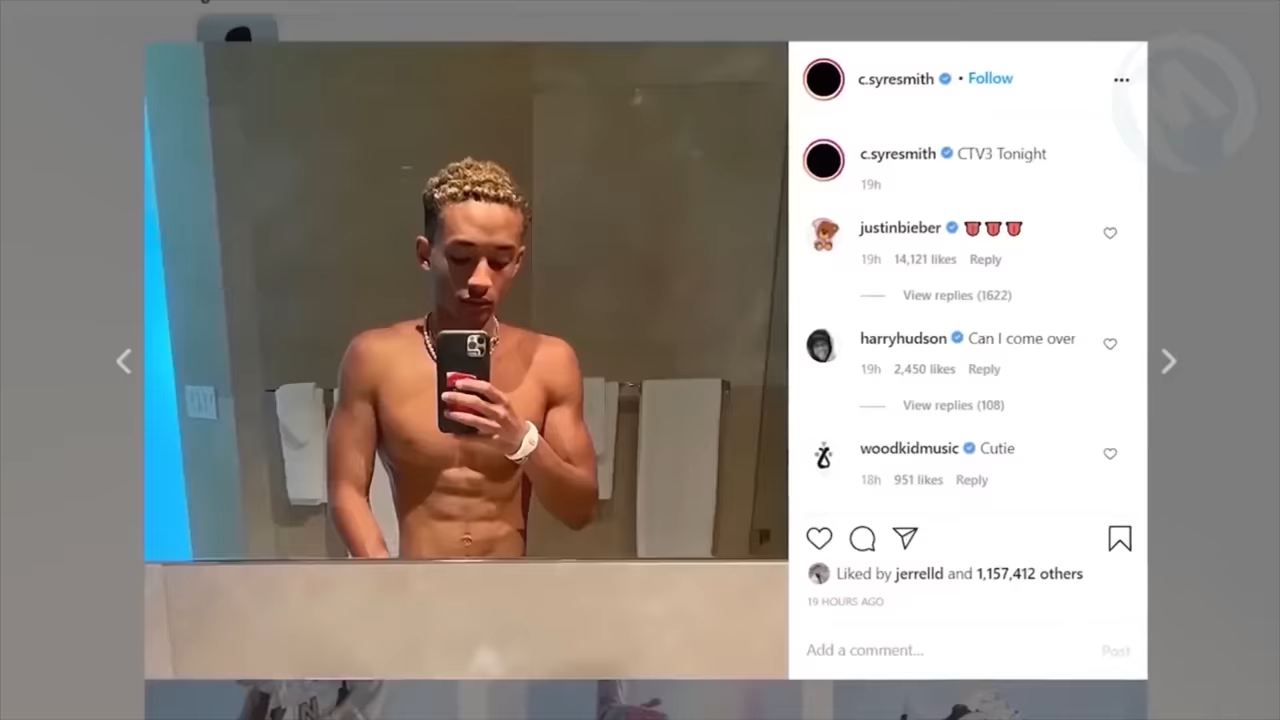 c.syresmith • Follow
c.syresmith CTV3 Tonight
19h
justinbieber
19h 14,121 likes Reply
View replies (1622)
harryhudson Can I come over
19h 2,450 likes Reply
View replies (108)
woodkidmusic Cutie
18h 951 likes Reply
Liked by jerrelld and 1,157,412 others
19 HOURS AGO
Add a comment... Post